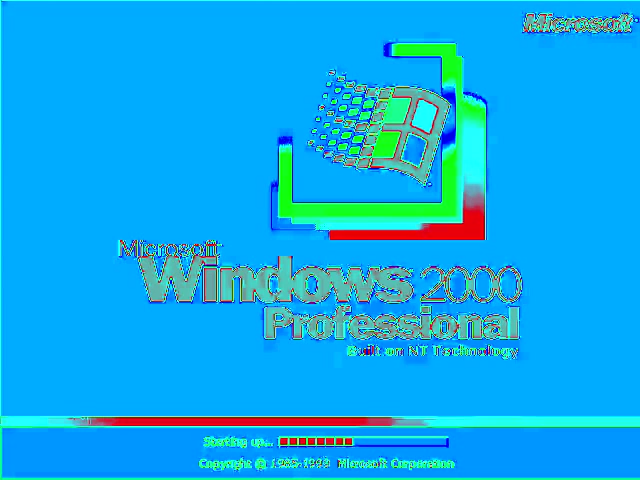 Microsoft
Microsoft
Windows 2000
Professional
Built on NT Technology
Starting up...
Copyright © 1985-1999 Microsoft Corporation